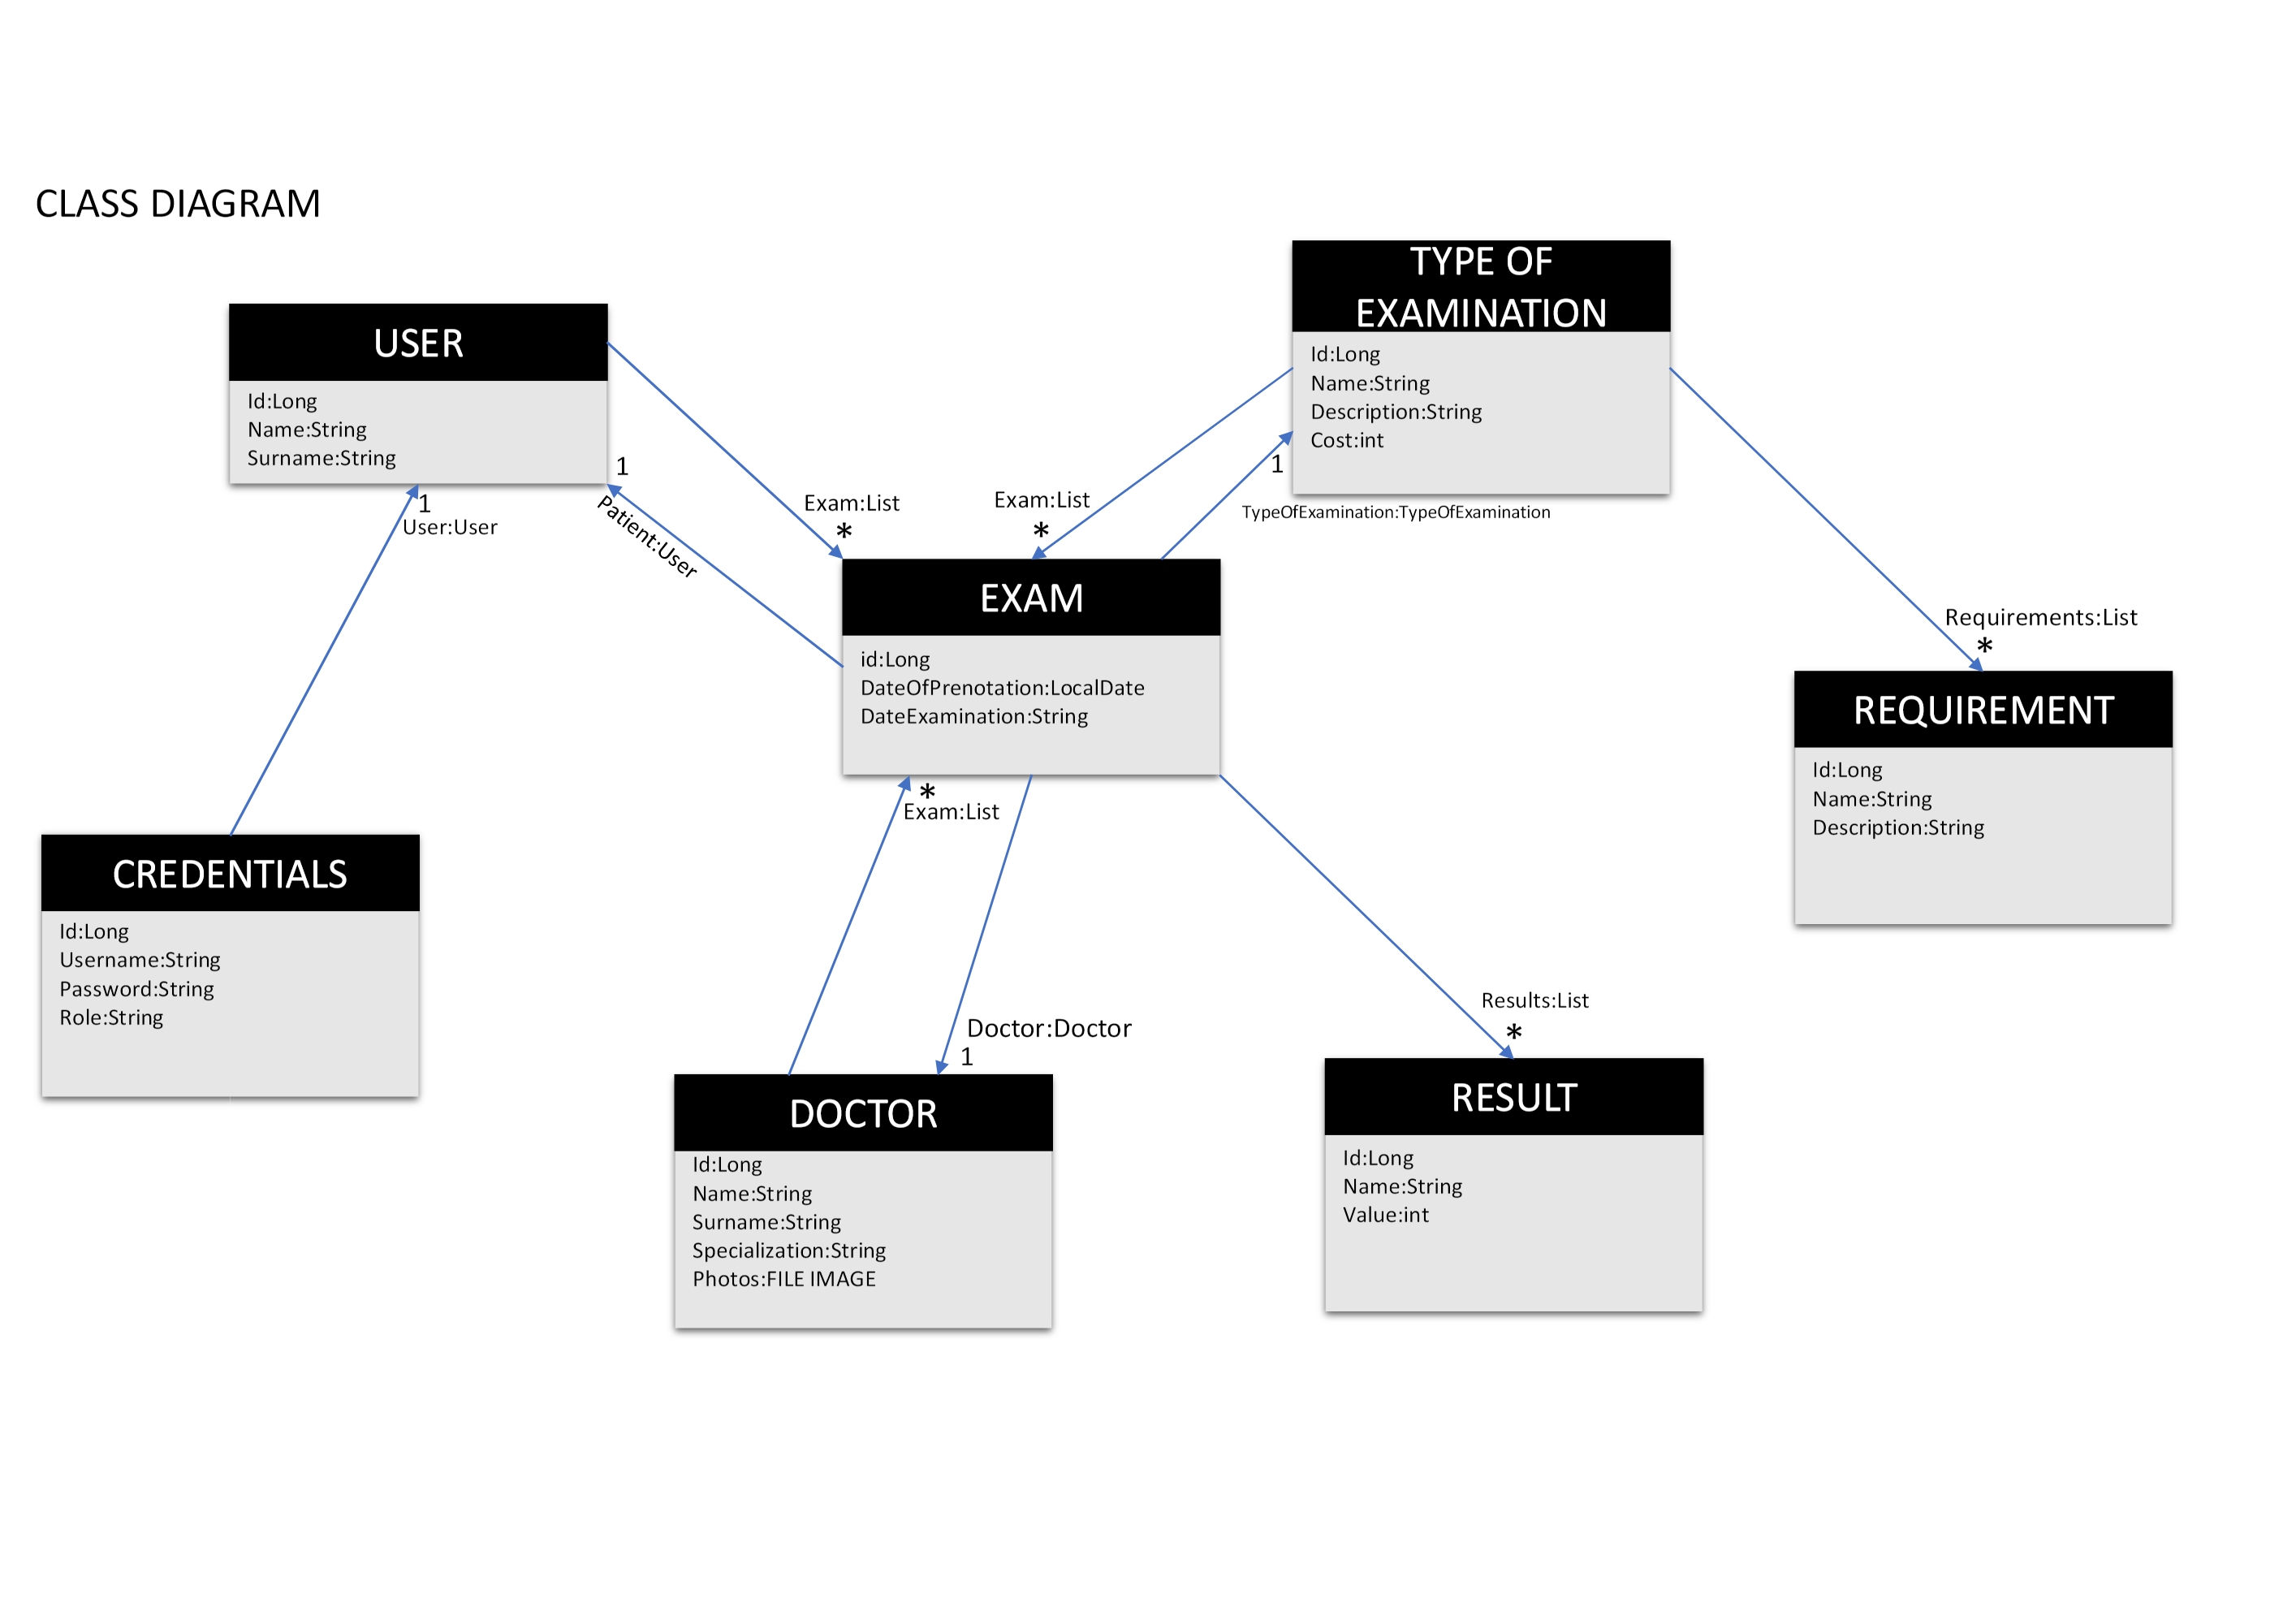 CLASS DIAGRAM
USER
Id:Long
Name:String
Surname:String
1
User:User
1
Patient:User
Exam:List
*
TYPE OF
EXAMINATION
Id:Long
Name:String
Description:String
Cost:int
Exam:List
*
1
TypeOfExamination:TypeOfExamination
EXAM
id:Long
DateOfPrenotation:LocalDate
DateExamination:String
*
Exam:List
Requirements:List
*
REQUIREMENT
Id:Long
Name:String
Description:String
CREDENTIALS
Id:Long
Username:String
Password:String
Role:String
Doctor:Doctor
1
DOCTOR
Id:Long
Name:String
Surname:String
Specialization:String
Photos:FILE IMAGE
Results:List
*
RESULT
Id:Long
Name:String
Value:int